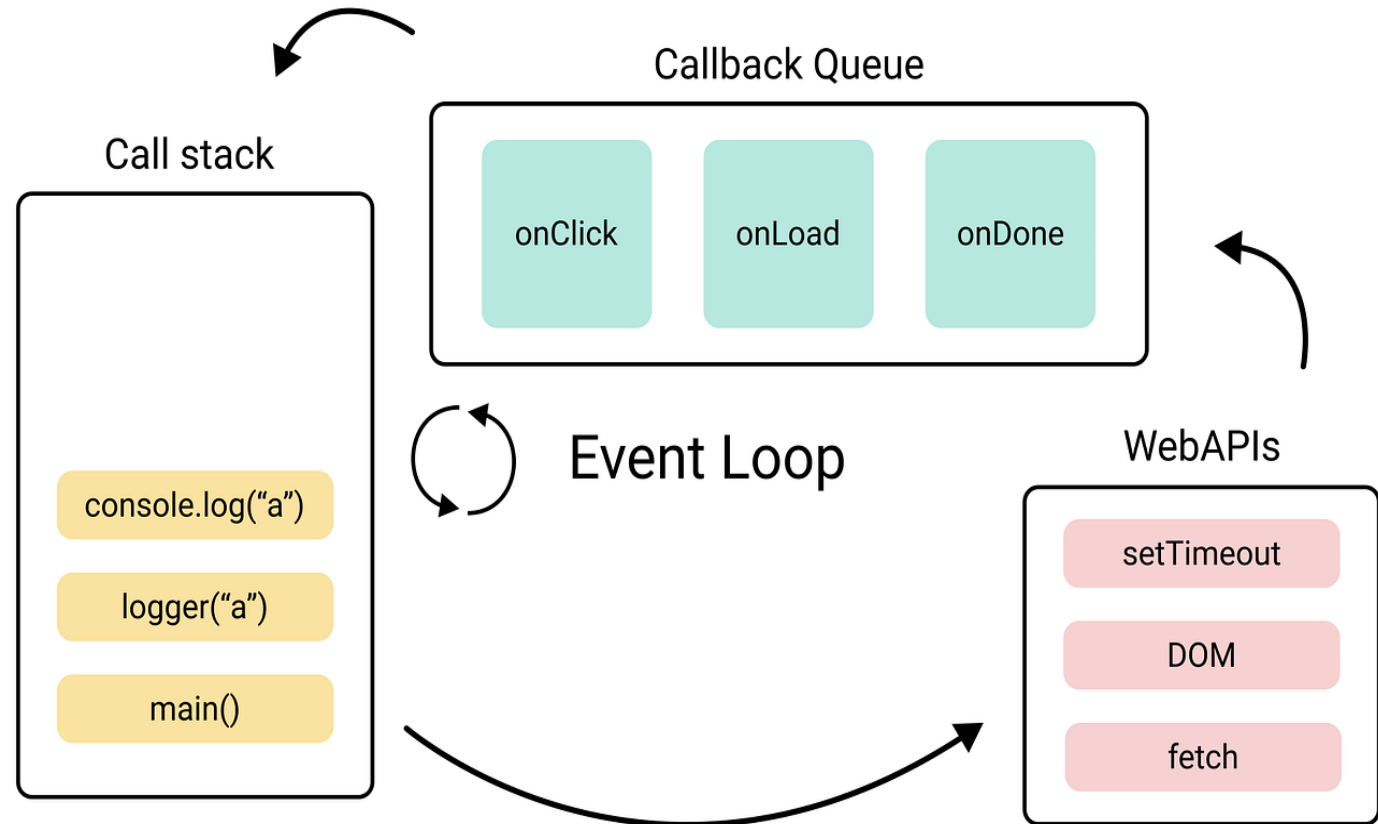 Callback Queue
onClick
onLoad
onDone
Call stack
console.log(“a”)
logger(“a”)
main()
Event Loop
WebAPIs
setTimeout
DOM
fetch